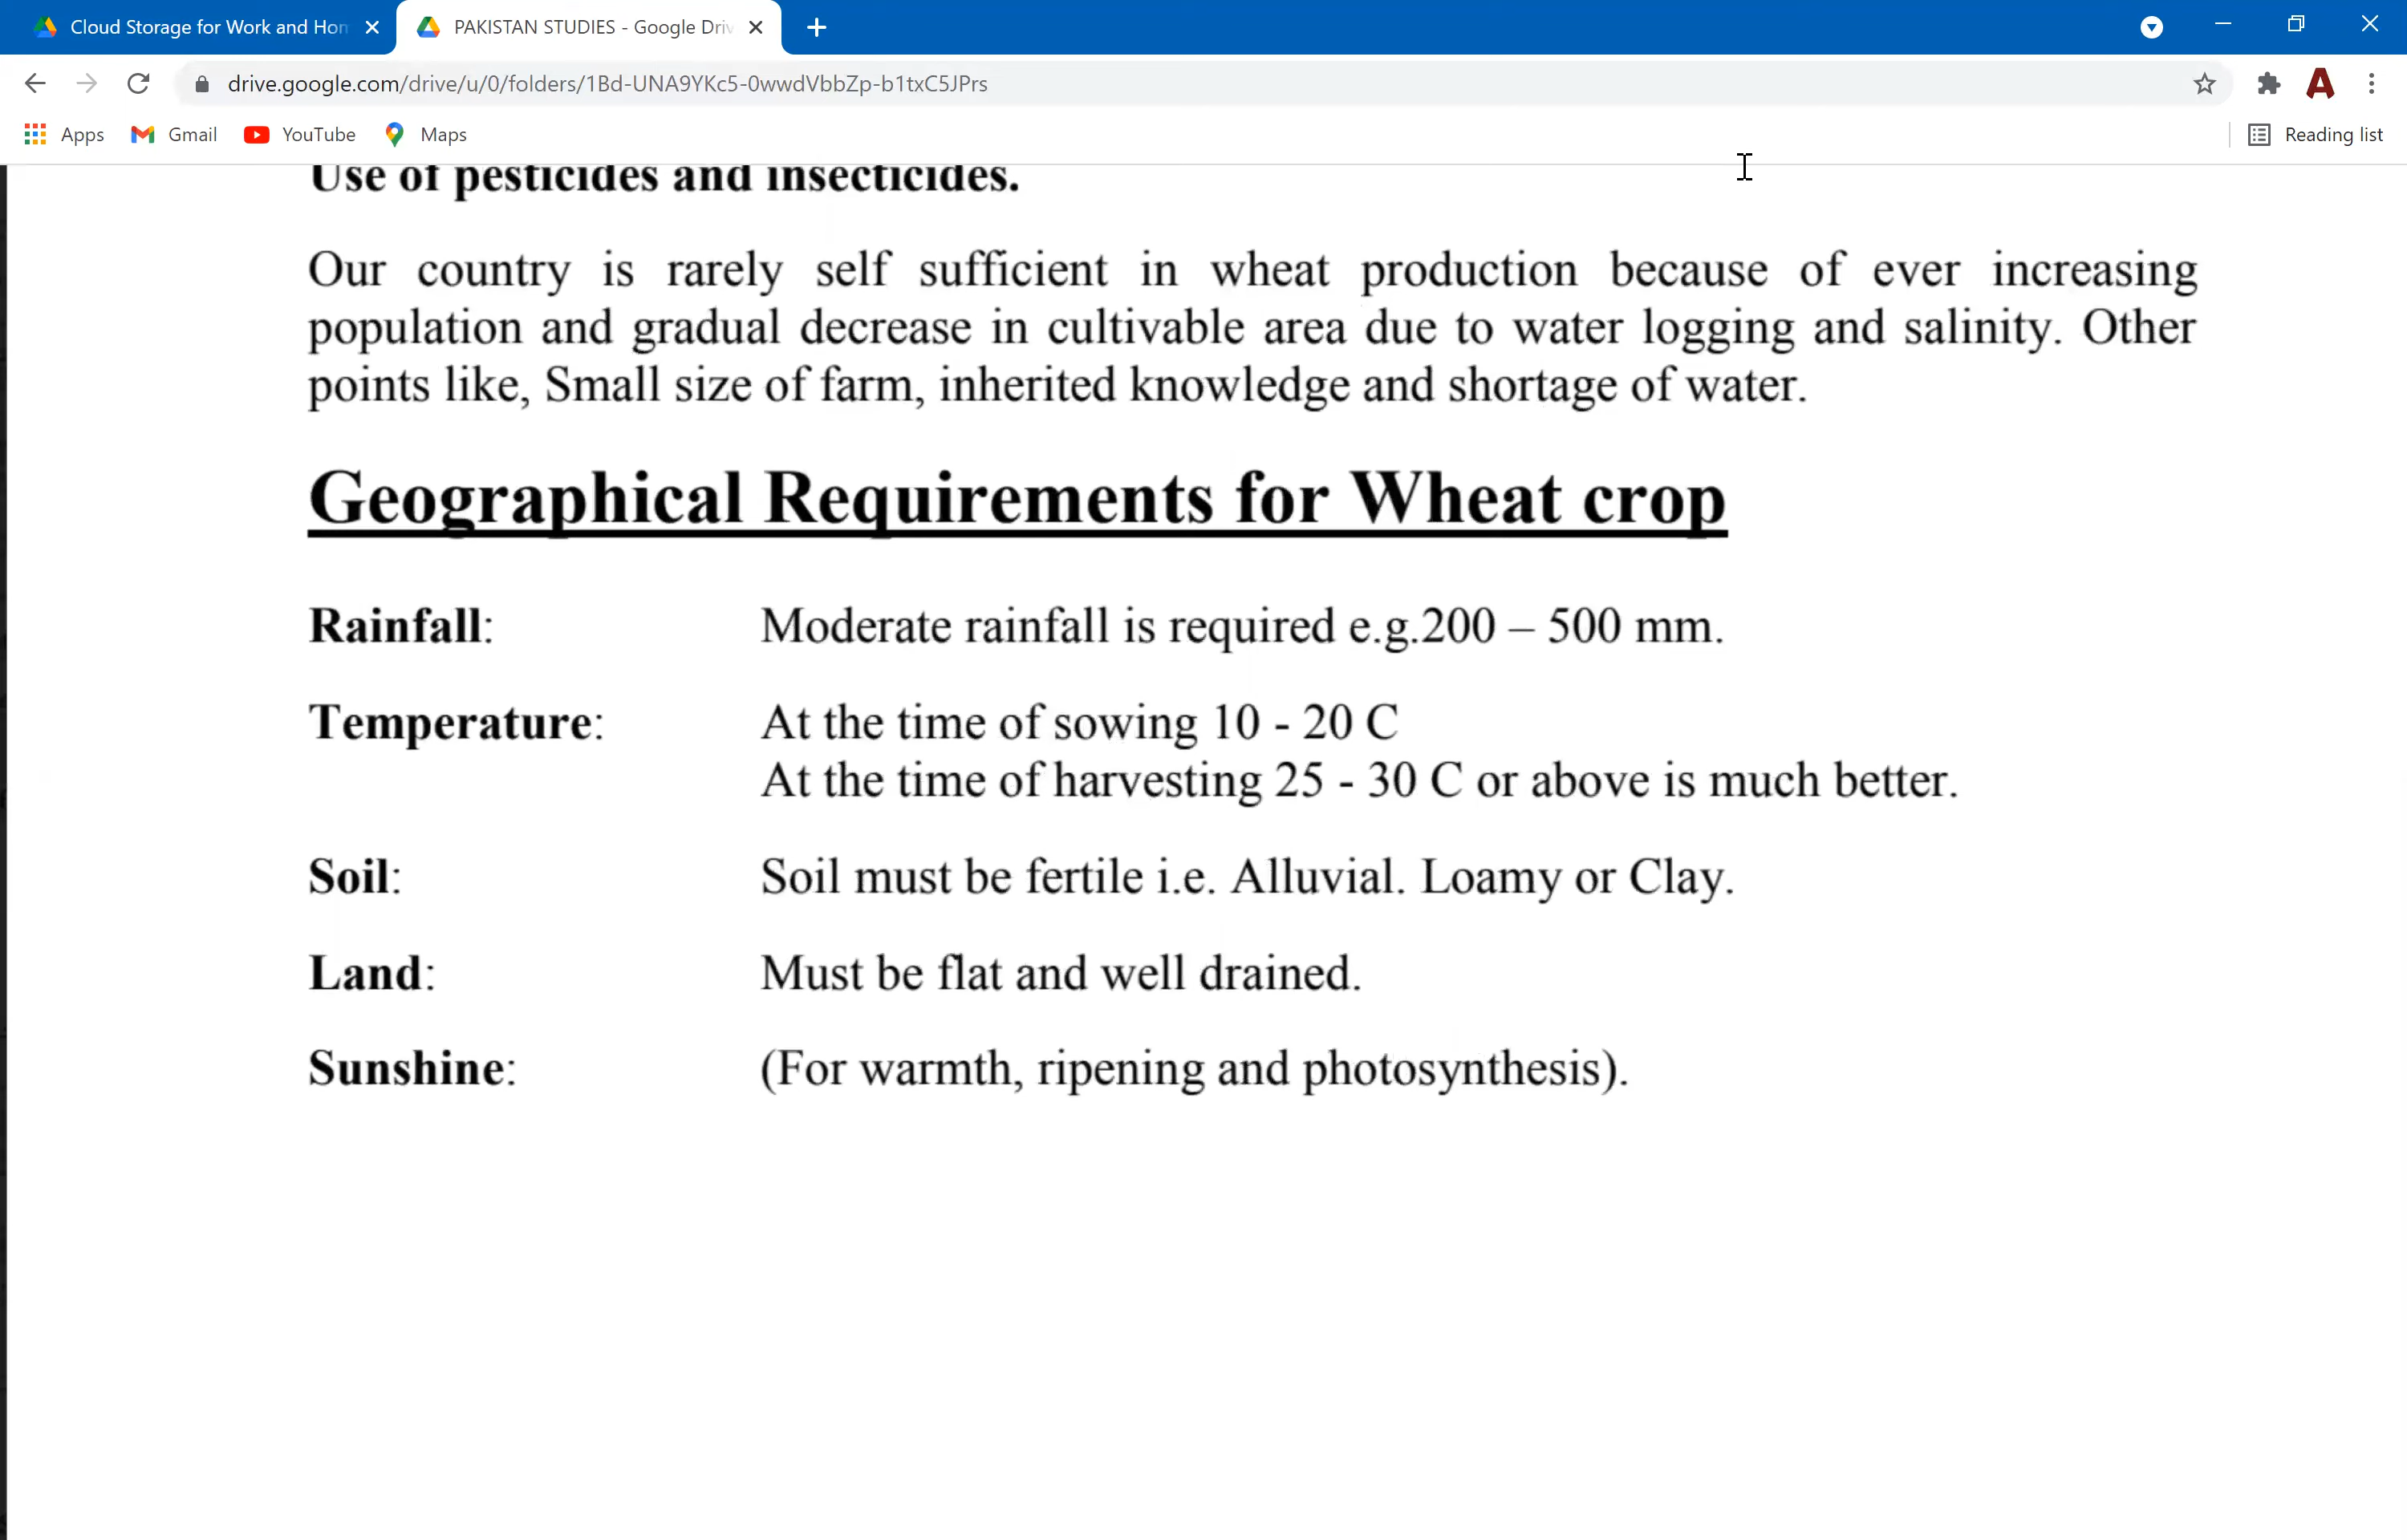 Cloud Storage for Work and Hon
PAKISTAN STUDIES - Google Driv
drive.google.com/drive/u/0/folders/1Bd-UNA9YKc5-0wwdVbbZp-b1txC5JPrs
Apps Gmail YouTube Maps Reading list
Use of pesticides and insecticides.
Our country is rarely self sufficient in wheat production because of ever increasing
population and gradual decrease in cultivable area due to water logging and salinity. Other
points like, Small size of farm, inherited knowledge and shortage of water.
Geographical Requirements for Wheat crop
Rainfall: Moderate rainfall is required e.g.200 – 500 mm.
Temperature: At the time of sowing 10 - 20 C
At the time of harvesting 25 - 30 C or above is much better.
Soil: Soil must be fertile i.e. Alluvial. Loamy or Clay.
Land: Must be flat and well drained.
Sunshine: (For warmth, ripening and photosynthesis).